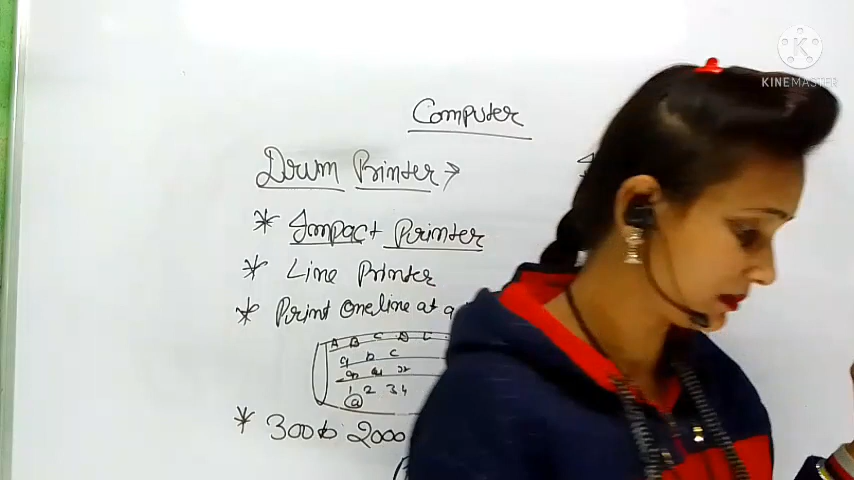 KINEMASTER
Computer
Drum Printer →
* Impact Printer
* Line Printer
* Print one line at a
A B C D
a b c
1 2 3 4
a
* 300 to 2000